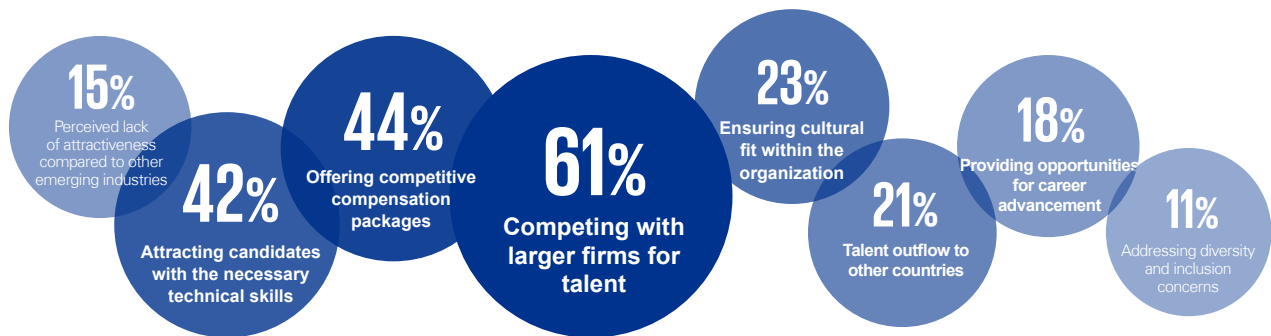 15%
Perceived lack
of attractiveness
compared to other
emerging industries
42%
Attracting candidates
with the necessary
technical skills
44%
Offering competitive
compensation
packages
61%
Competing with
larger firms for
talent
23%
Ensuring cultural
fit within the
organization
21%
Talent outflow to
other countries
18%
Providing opportunities
for career
advancement
11%
Addressing diversity
and inclusion
concerns